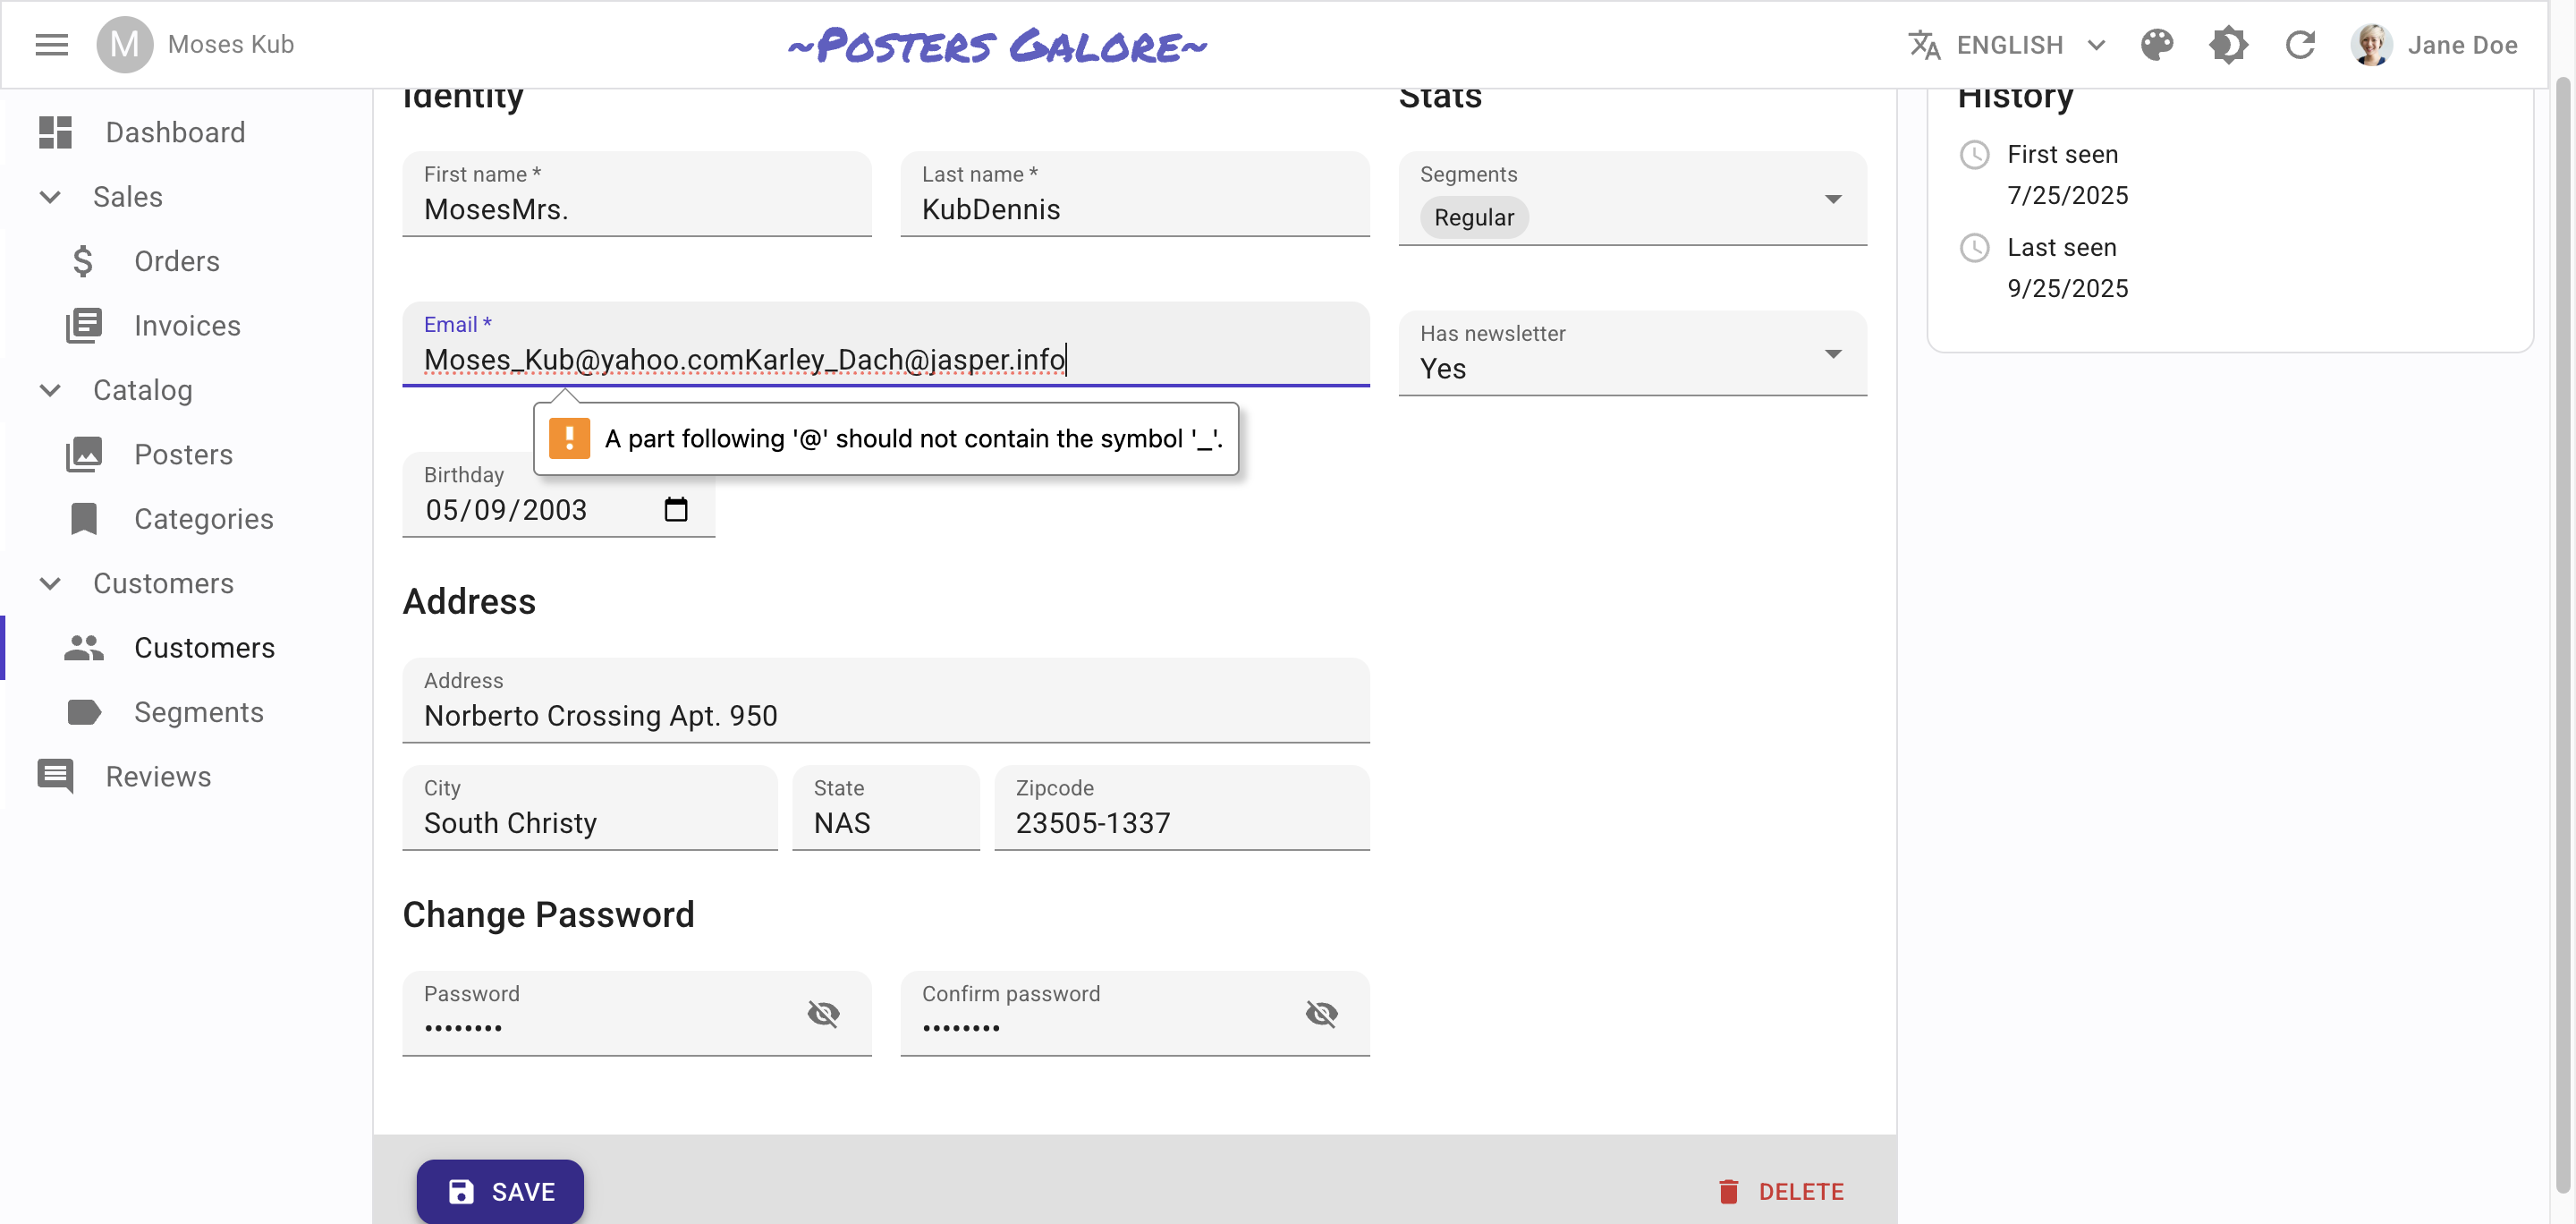 M Moses Kub
~Posters Galore~
ENGLISH
Jane Doe
Dashboard
Sales
Orders
Invoices
Catalog
Posters
Categories
Customers
Customers
Segments
Reviews
Identity
First name *
MosesMrs.
Last name *
KubDennis
Email *
Moses_Kub@yahoo.comKarley_Dach@jasper.info
A part following '@' should not contain the symbol '_'.
Birthday
05/09/2003
Address
Address
Norberto Crossing Apt. 950
City
South Christy
State
NAS
Zipcode
23505-1337
Change Password
Password
••••••••
Confirm password
••••••••
Stats
Segments
Regular
Has newsletter
Yes
SAVE
DELETE
History
First seen
7/25/2025
Last seen
9/25/2025